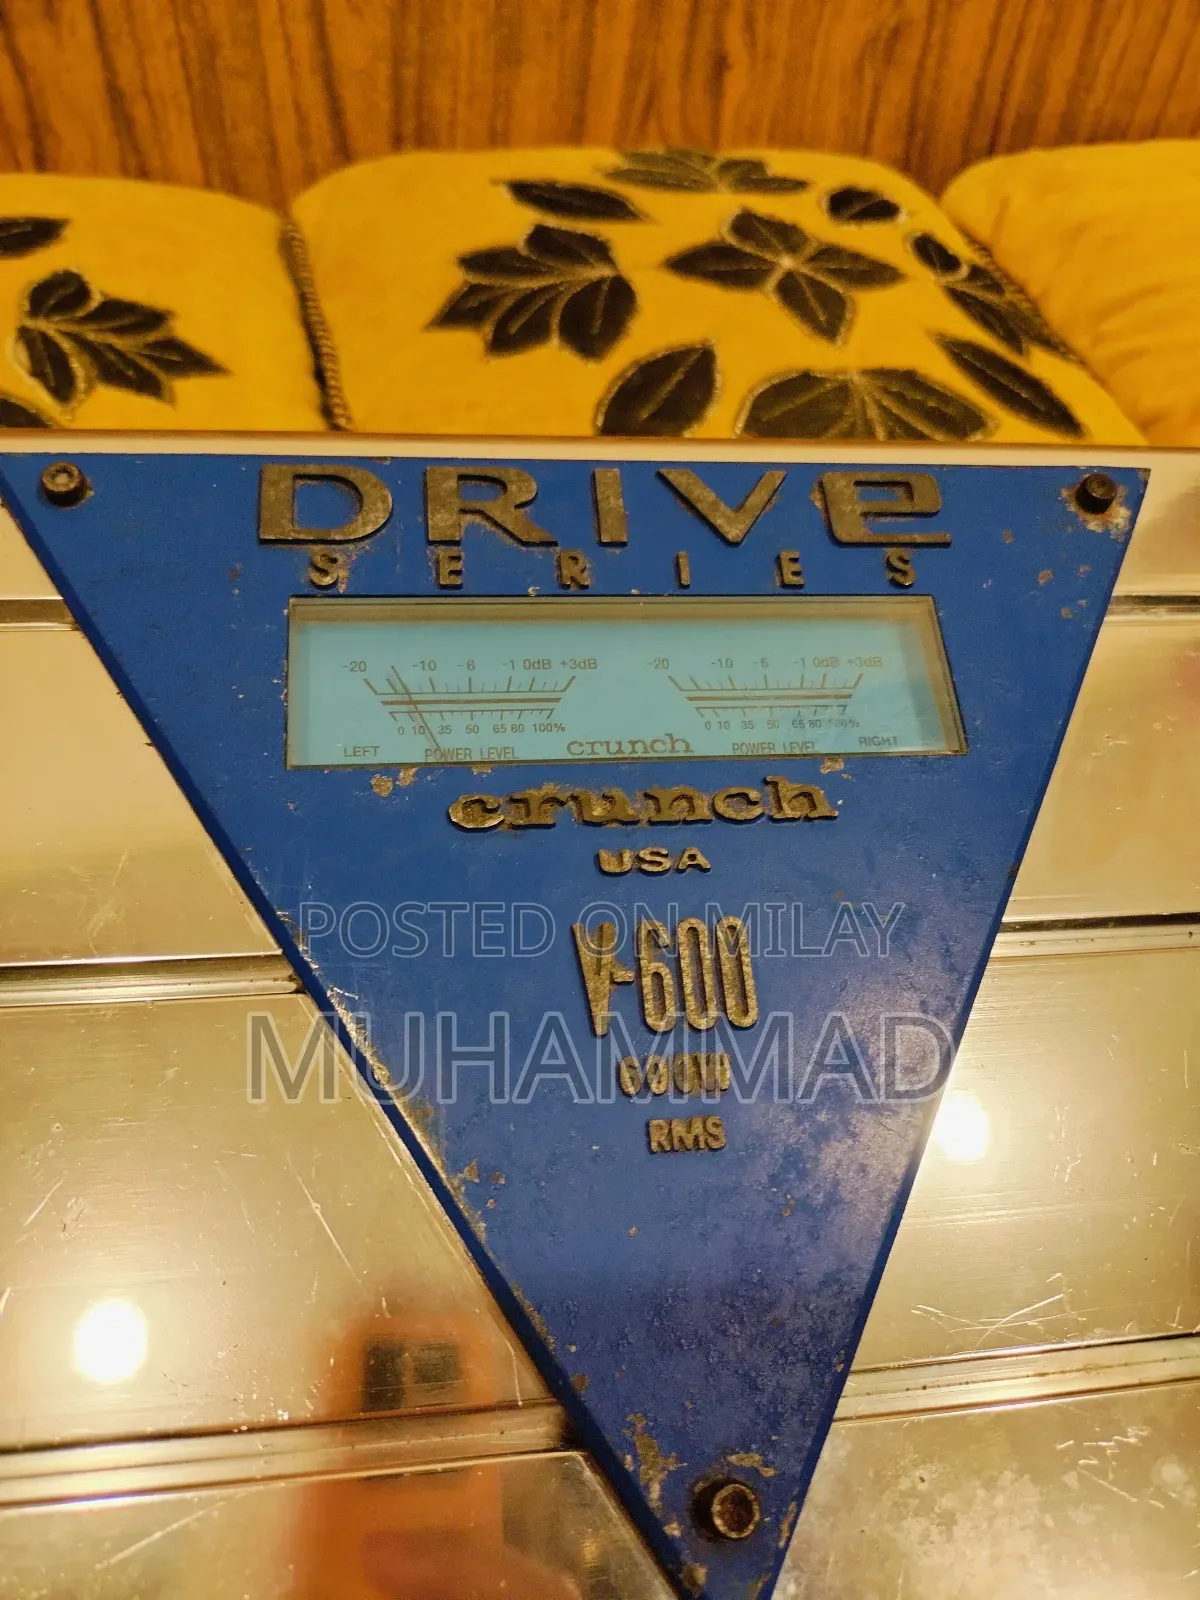 DRIVe
SERIES
-20 -10 -6 -1 0dB +3dB -20 -10 -6 -1 0dB +3dB
0 10 35 50 65 80 100% 0 10 35 50 65 80 100%
LEFT POWER LEVEL crunch POWER LEVEL RIGHT
crunch
USA
POSTED ON MILAY
V-600
MUHAMMAD
600W
RMS